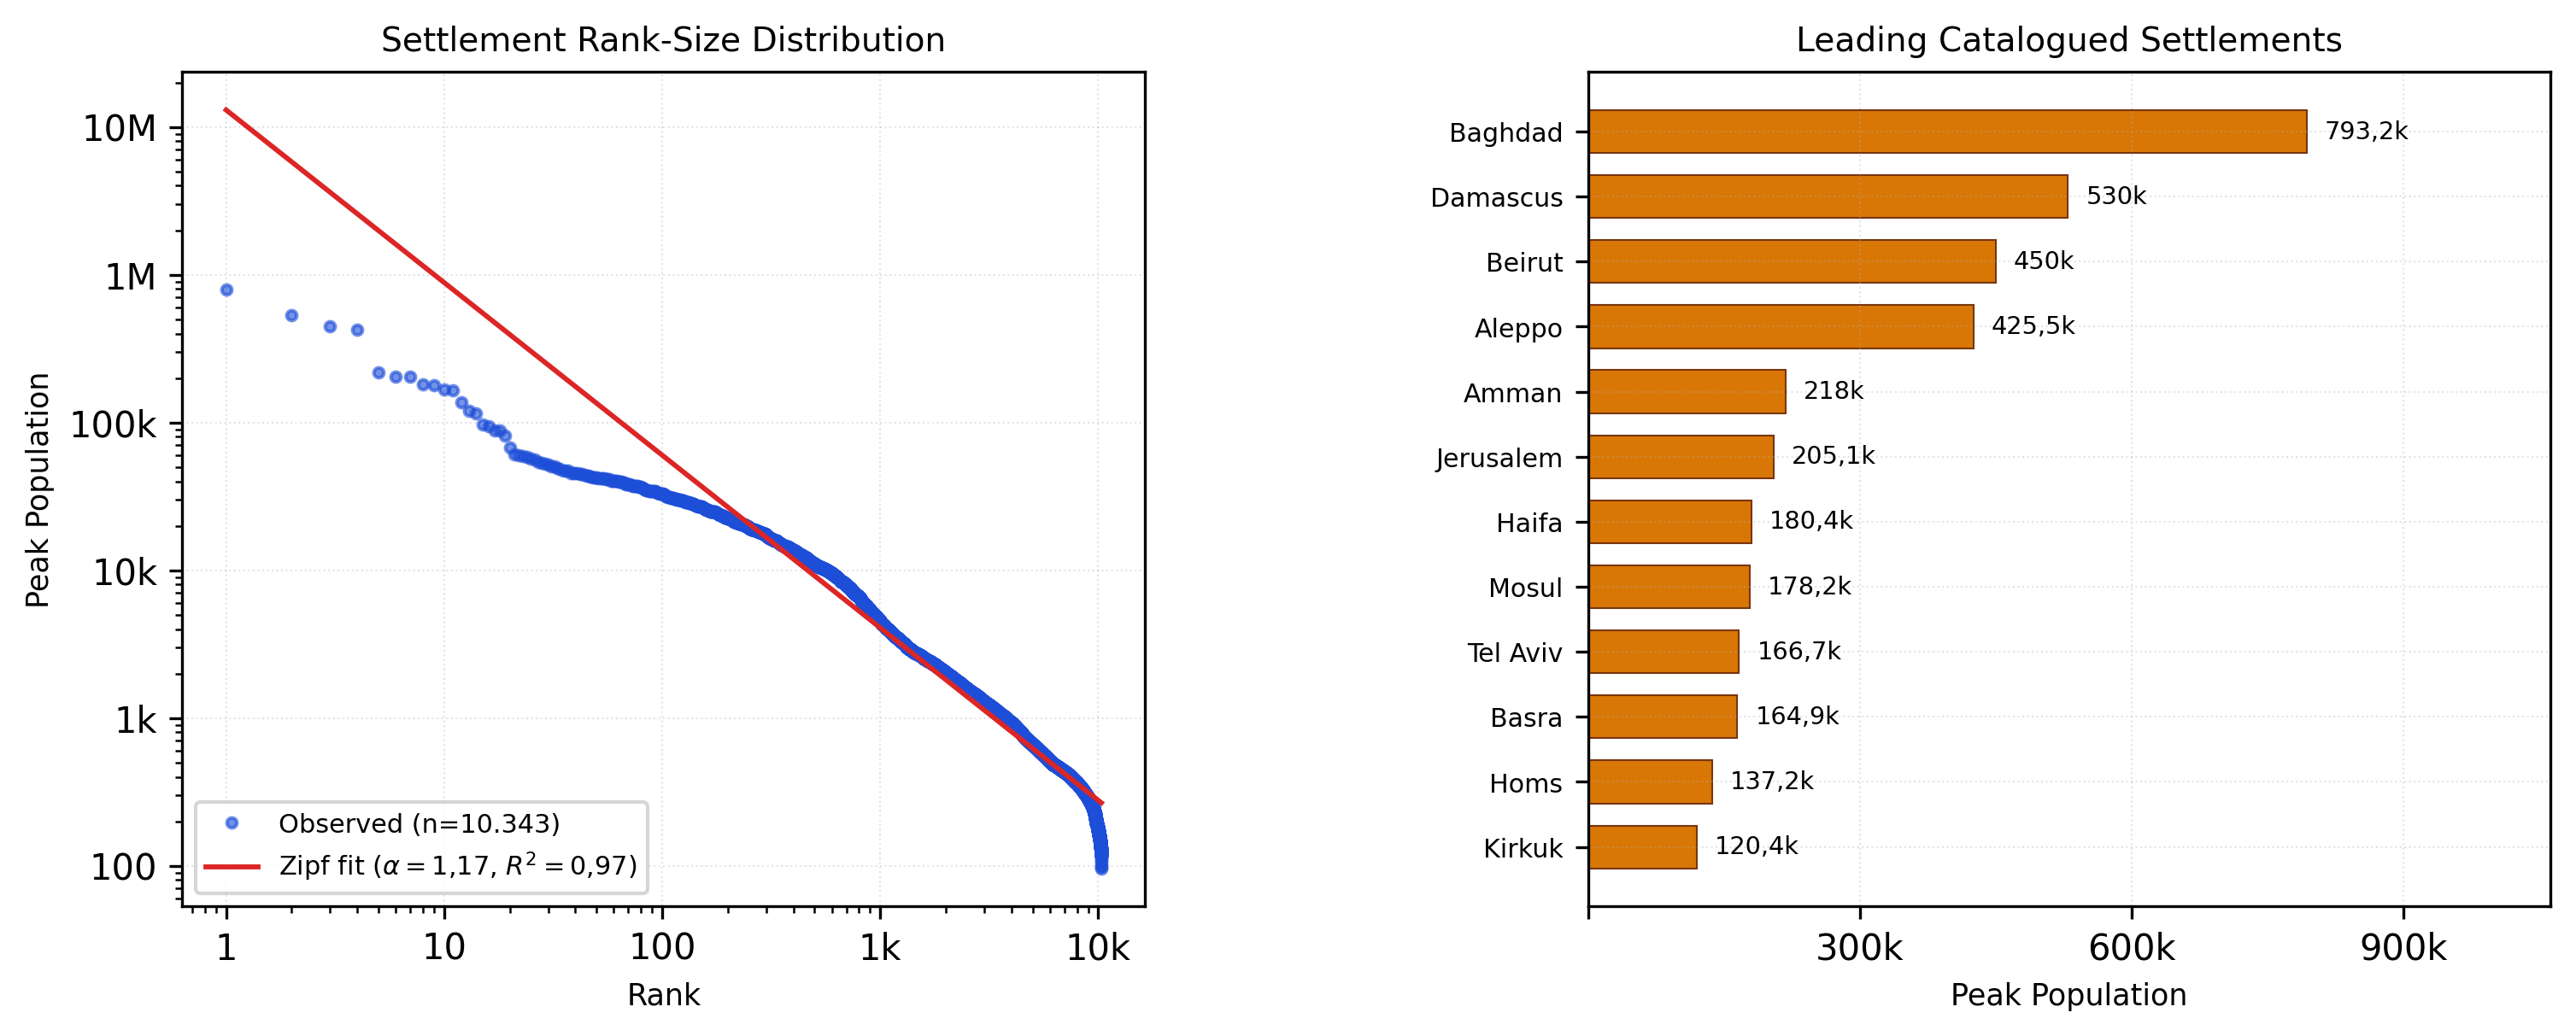 Settlement Rank-Size Distribution
Peak Population
10M
1M
100k
10k
1k
100
Observed (n=10.343)
Zipf fit (α = 1,17, R² = 0,97)
1
10
100
1k
10k
Rank
Leading Catalogued Settlements
Baghdad
793,2k
Damascus
530k
Beirut
450k
Aleppo
425,5k
Amman
218k
Jerusalem
205,1k
Haifa
180,4k
Mosul
178,2k
Tel Aviv
166,7k
Basra
164,9k
Homs
137,2k
Kirkuk
120,4k
300k
600k
900k
Peak Population